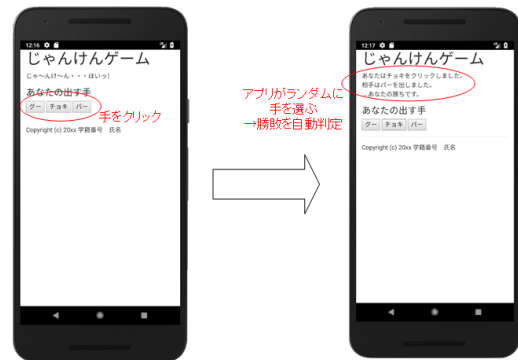 12:16
じゃんけんゲーム
じゃ～んけ～ん・・・ほいっ!
あなたの出す手
グー チョキ パー
手をクリック
Copyright (c) 20xx 学籍番号 氏名
アプリがランダムに
手を選ぶ
→勝敗を自動判定
12:17
じゃんけんゲーム
あなたはチョキをクリックしました。
相手はパーを出しました。
あなたの勝ちです。
あなたの出す手
グー チョキ パー
Copyright (c) 20xx 学籍番号 氏名